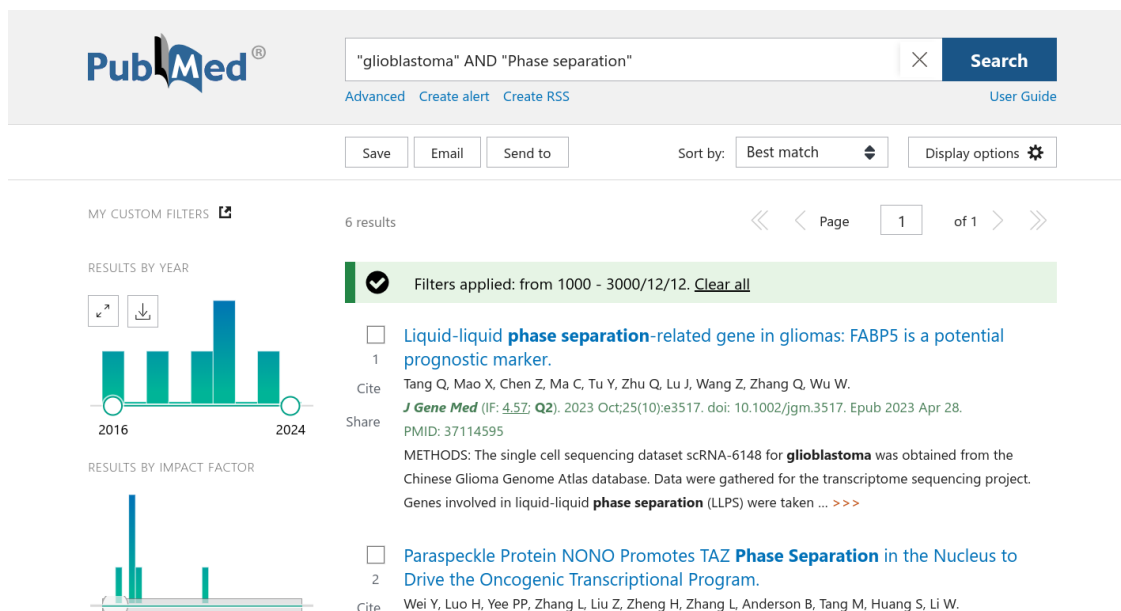 PubMed®
"glioblastoma" AND "Phase separation"
Search
Advanced Create alert Create RSS
User Guide
Save Email Send to
Sort by: Best match
Display options
MY CUSTOM FILTERS
6 results
Page 1 of 1
RESULTS BY YEAR
Filters applied: from 1000 - 3000/12/12. Clear all
2016 2024
RESULTS BY IMPACT FACTOR
1
Cite
Share
Liquid-liquid phase separation-related gene in gliomas: FABP5 is a potential
prognostic marker.
Tang Q, Mao X, Chen Z, Ma C, Tu Y, Zhu Q, Lu J, Wang Z, Zhang Q, Wu W.
J Gene Med (IF: 4.57; Q2). 2023 Oct;25(10):e3517. doi: 10.1002/jgm.3517. Epub 2023 Apr 28.
PMID: 37114595
METHODS: The single cell sequencing dataset scRNA-6148 for glioblastoma was obtained from the
Chinese Glioma Genome Atlas database. Data were gathered for the transcriptome sequencing project.
Genes involved in liquid-liquid phase separation (LLPS) were taken ... >>>
2
Cite
Paraspeckle Protein NONO Promotes TAZ Phase Separation in the Nucleus to
Drive the Oncogenic Transcriptional Program.
Wei Y, Luo H, Yee PP, Zhang L, Liu Z, Zheng H, Zhang L, Anderson B, Tang M, Huang S, Li W.